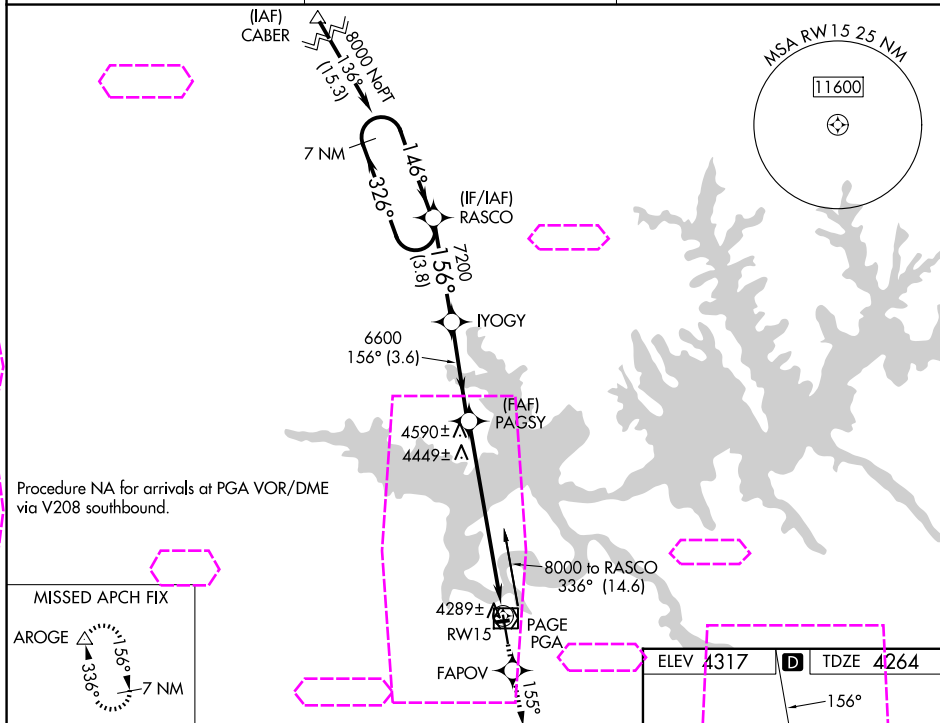 (IAF)
CABER
8000 NoPT
136°
(15.3)
MSA RW15 25 NM
11600
7 NM
146°
326°
(IF/IAF)
RASCO
7200
156°
(3.8)
IYOGY
6600
156° (3.6)
(FAF)
PAGSY
4590±
4449±
Procedure NA for arrivals at PGA VOR/DME
via V208 southbound.
8000 to RASCO
336° (14.6)
MISSED APCH FIX
AROGE
156°
336°
7 NM
4289±
RW15
PAGE
PGA
FAPOV
155°
ELEV 4317
D
TDZE 4264
156°